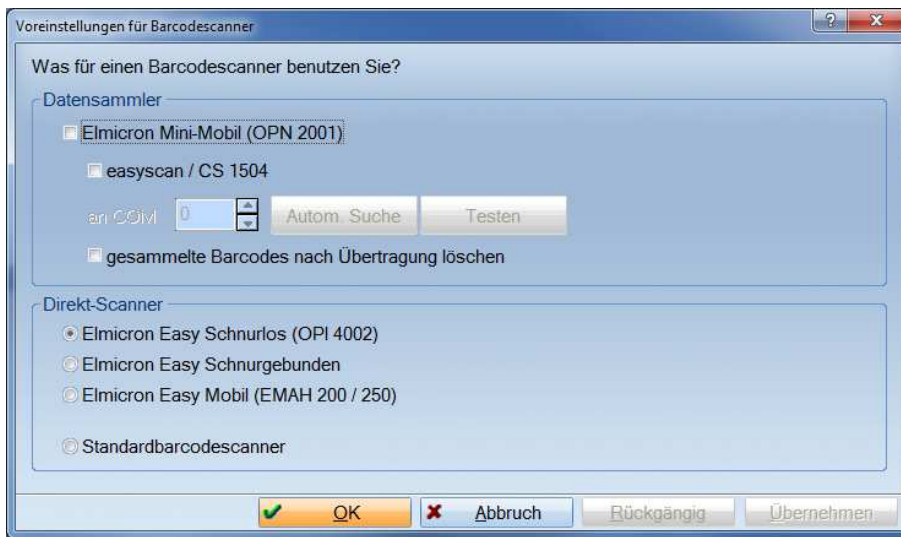 Voreinstellungen für Barcodescanner
Was für einen Barcodescanner benutzen Sie?
Datensammler
Elmicron Mini-Mobil (OPN 2001)
easyscan / CS 1504
an COM 0 Autom. Suche Testen
gesammelte Barcodes nach Übertragung löschen
Direkt-Scanner
Elmicron Easy Schnurlos (OPI 4002)
Elmicron Easy Schnurgebunden
Elmicron Easy Mobil (EMAH 200 / 250)
Standardbarcodescanner
OK Abbruch Rückgängig Übernehmen